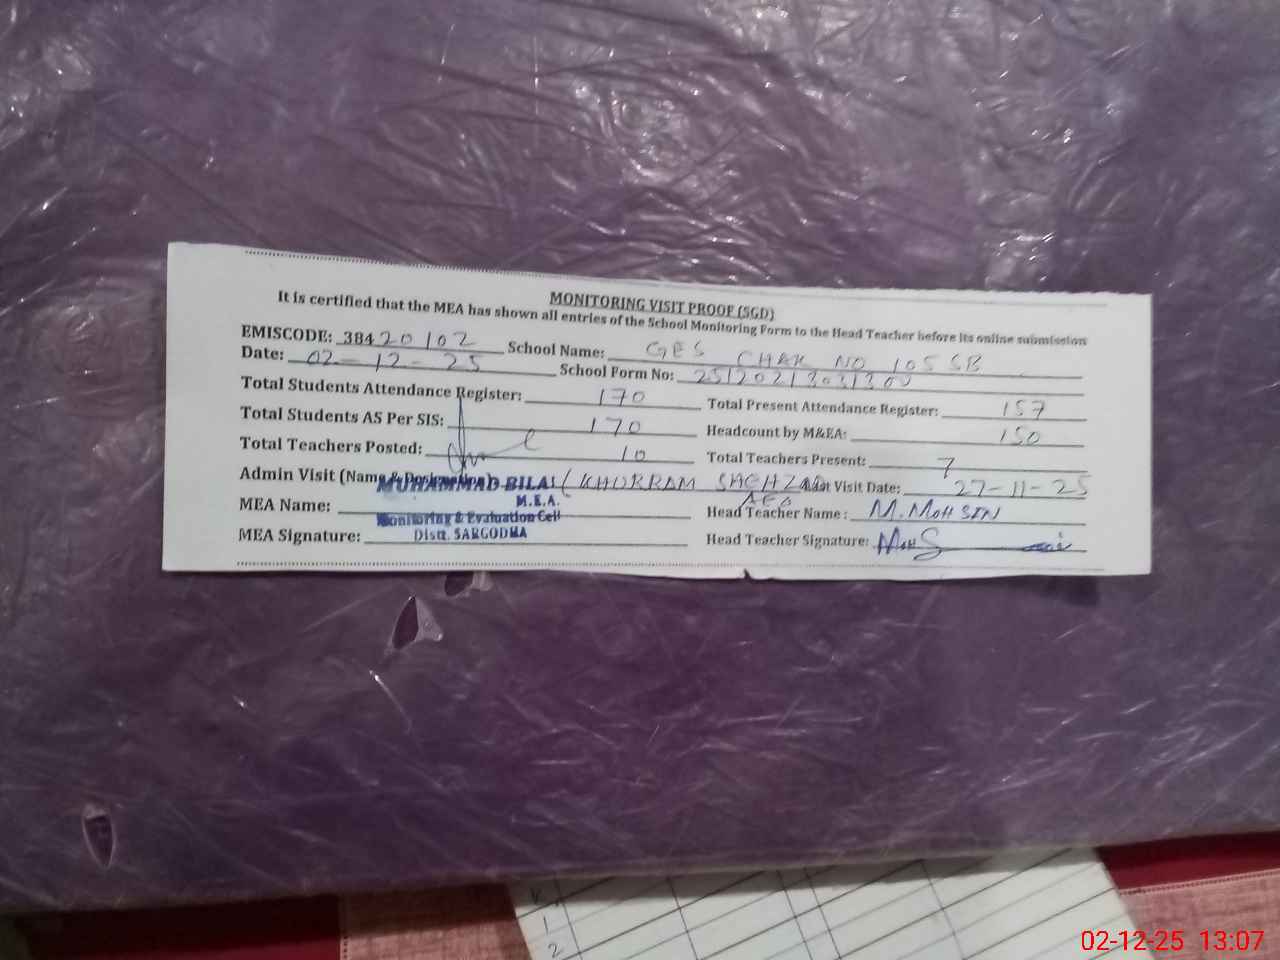 MONITORING VISIT PROOF (SGD)
It is certified that the MEA has shown all entries of the School Monitoring Form to the Head Teacher before its online submission
EMISCODE: 38420102 School Name: GES CHAK NO 105 SB
Date: 02-12-25 School Form No:
Total Students Attendance Register: 170 Total Present Attendance Register: 157
Total Students AS Per SIS: 170 Headcount by M&EA: 150
Total Teachers Posted: 10 Total Teachers Present: 7
Admin Visit (Name & Designation) KHURRAM SHEHZAD AEO Last Visit Date: 27-11-25
MUHAMMAD BILAL
M.E.A.
Monitoring & Evaluation Cell
Distt. SARGODHA
MEA Name: Head Teacher Name: M. MOHSIN
MEA Signature: Head Teacher Signature:
1
2
02-12-25 13:07